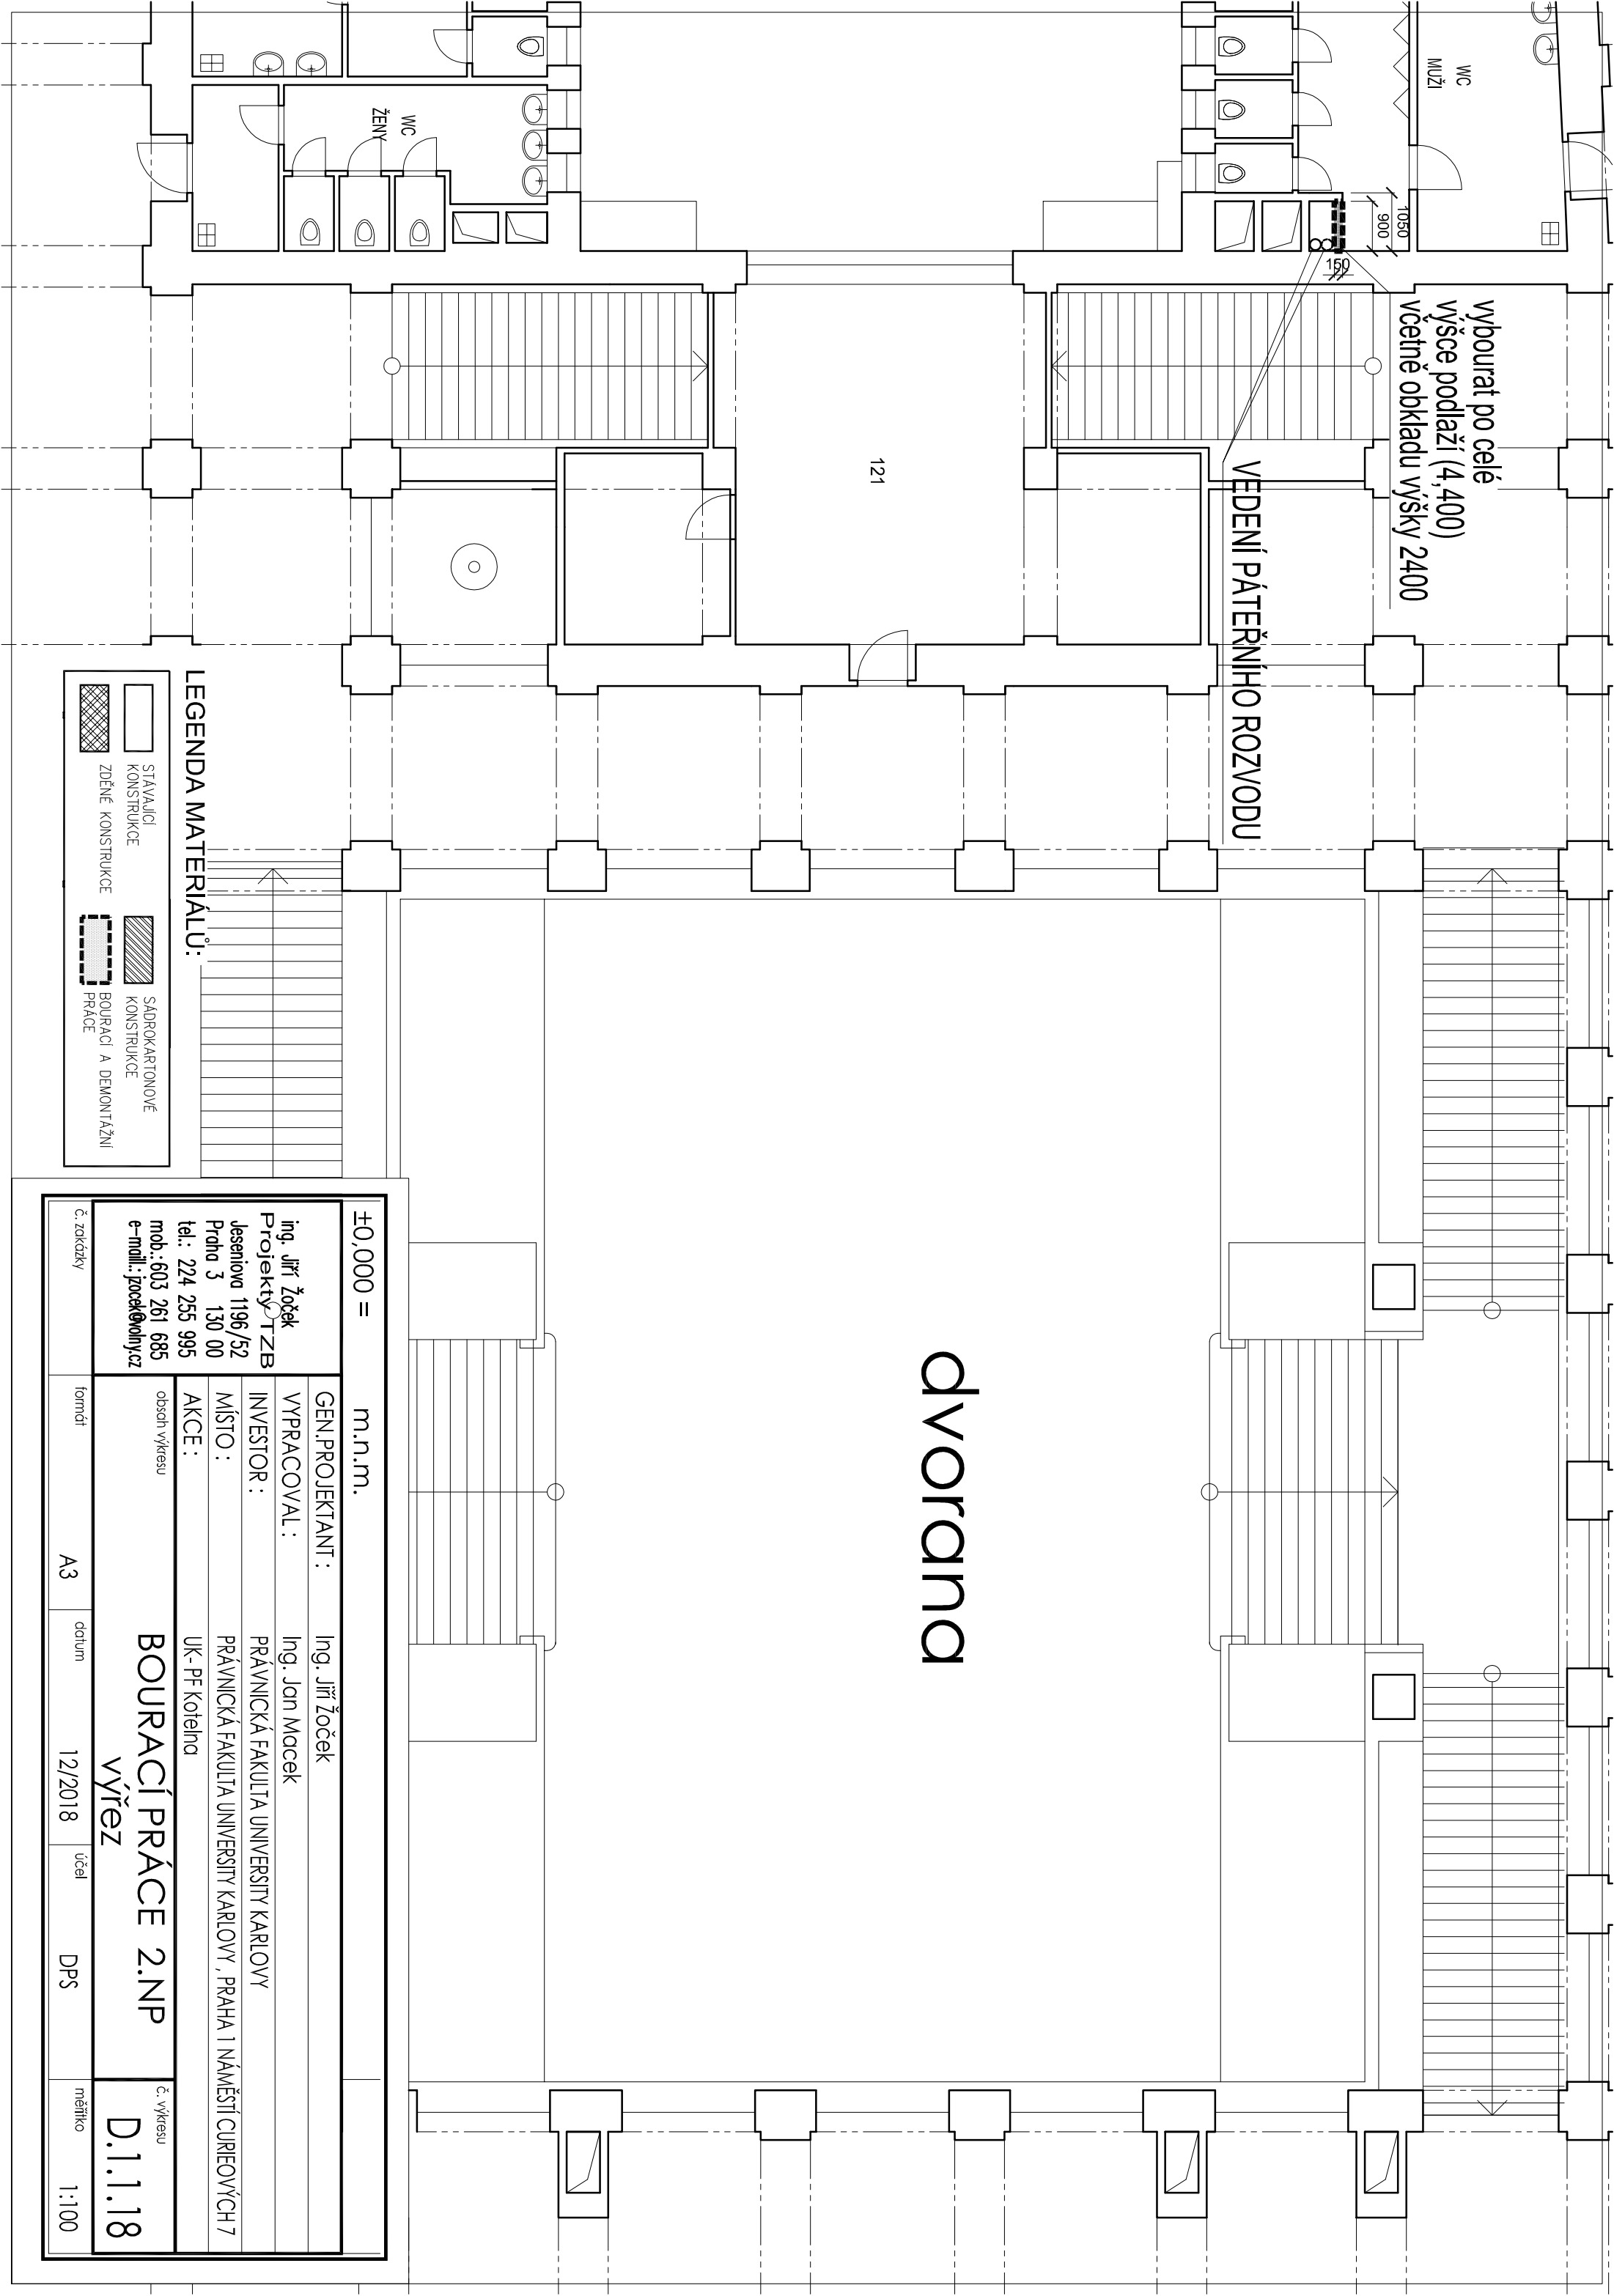 WC
MUŽI
WC
ŽENY
1050
900
150
vybourat po celé
výšce podlaží (4,400)
včetně obkladu výšky 2400
VEDENÍ PÁTEŘNÍHO ROZVODU
121
dvorana
LEGENDA MATERIÁLŮ:
STÁVAJÍCÍ
KONSTRUKCE
SÁDROKARTONOVÉ
KONSTRUKCE
ZDĚNÉ KONSTRUKCE
BOURACÍ A DEMONTÁŽNÍ
PRÁCE
±0,000 = m.n.m.
ing. Jiří Žoček
Projekty TZB
Jeseniova 1196/52
Praha 3 130 00
tel.: 224 255 995
mob.:603 261 685
e-maill.: jzocek@volny.cz
GEN.PROJEKTANT : Ing. Jiří Žoček
VYPRACOVAL : Ing. Jan Macek
INVESTOR : PRÁVNICKÁ FAKULTA UNIVERSITY KARLOVY
MÍSTO : PRÁVNICKÁ FAKULTA UNIVERSITY KARLOVY , PRAHA 1 NÁMĚSTÍ CURIEOVÝCH 7
AKCE : UK- PF Kotelna
obsah výkresu
BOURACÍ PRÁCE 2.NP
výřez
č. výkresu
D.1.1.18
č. zakázky
formát A3
datum 12/2018
účel DPS
měřítko 1:100